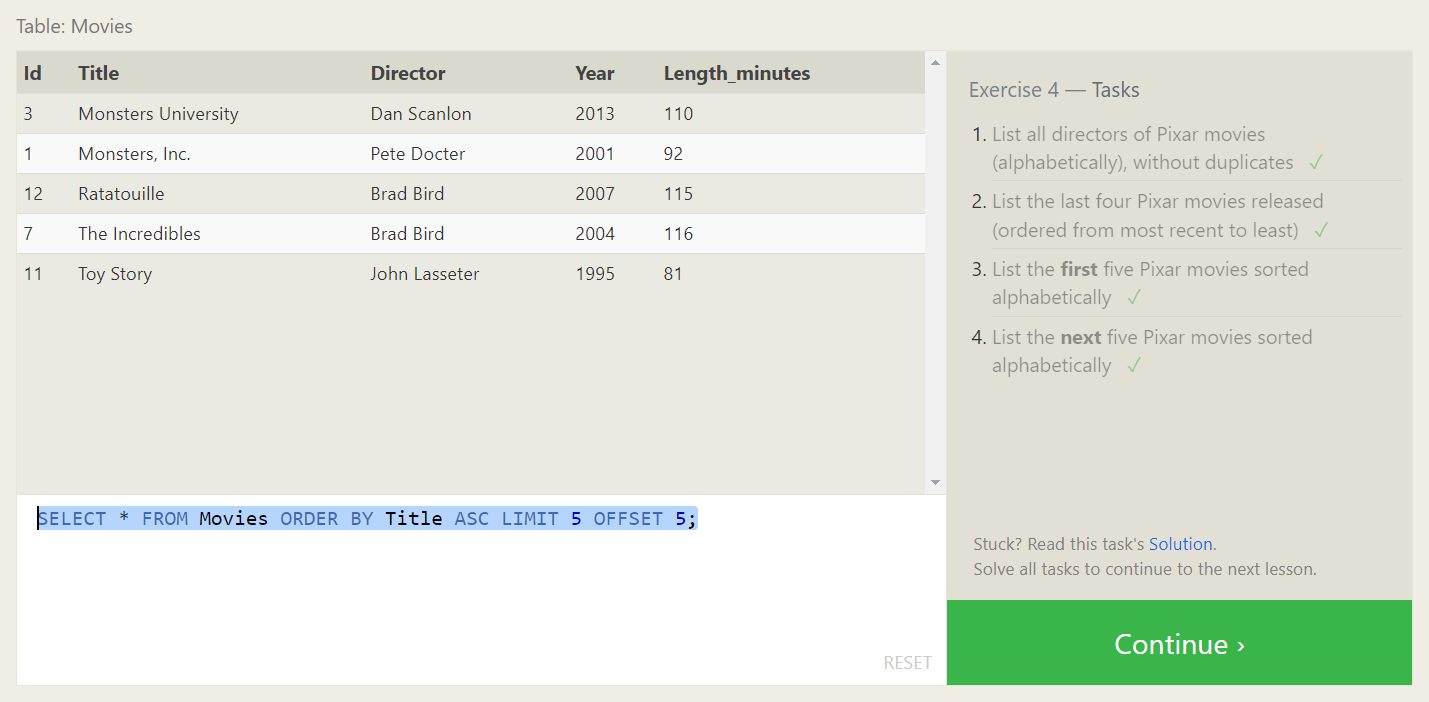 Table: Movies
Id Title Director Year Length_minutes
3 Monsters University Dan Scanlon 2013 110
1 Monsters, Inc. Pete Docter 2001 92
12 Ratatouille Brad Bird 2007 115
7 The Incredibles Brad Bird 2004 116
11 Toy Story John Lasseter 1995 81
SELECT * FROM Movies ORDER BY Title ASC LIMIT 5 OFFSET 5;
RESET
Exercise 4 — Tasks
1. List all directors of Pixar movies
(alphabetically), without duplicates ✓
2. List the last four Pixar movies released
(ordered from most recent to least) ✓
3. List the first five Pixar movies sorted
alphabetically ✓
4. List the next five Pixar movies sorted
alphabetically ✓
Stuck? Read this task's Solution.
Solve all tasks to continue to the next lesson.
Continue ›